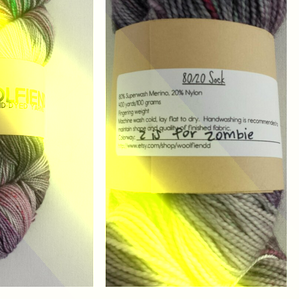 80/20 Sock
80% Superwash Merino, 20% Nylon
400 yards/100 grams
Fingering weight
Machine wash cold, lay flat to dry. Handwashing is recommended to
maintain shape and quality of finished fabric.
Z is for Zombie
www.etsy.com/shop/woolfiendd